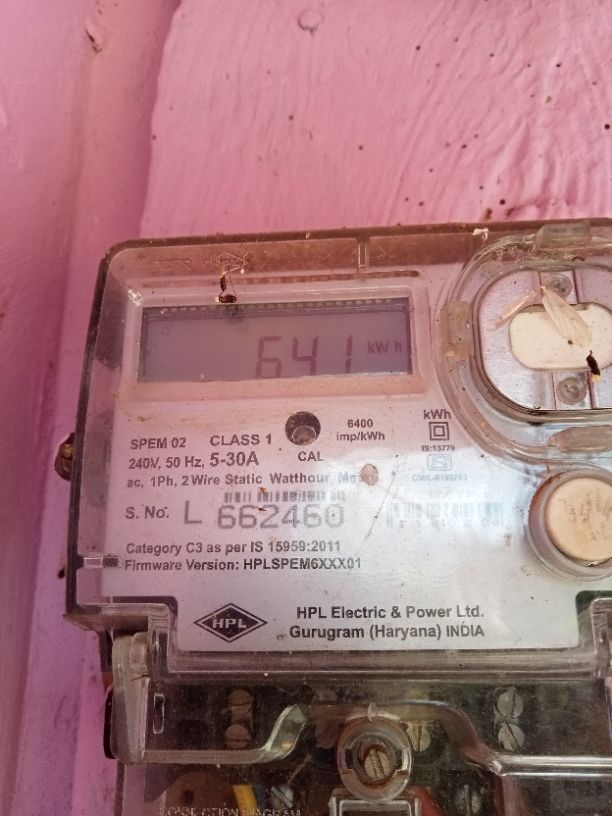 641 kWh
SPEM 02 CLASS 1
240V, 50 Hz, 5-30A
CAL
6400
imp/kWh
kWh
IS:13779
ac, 1Ph, 2 Wire Static Watthour
S. No. L 662460
Category C3 as per IS 15959:2011
Firmware Version: HPLSPEM6XXX01
HPL
HPL Electric & Power Ltd.
Gurugram (Haryana) INDIA